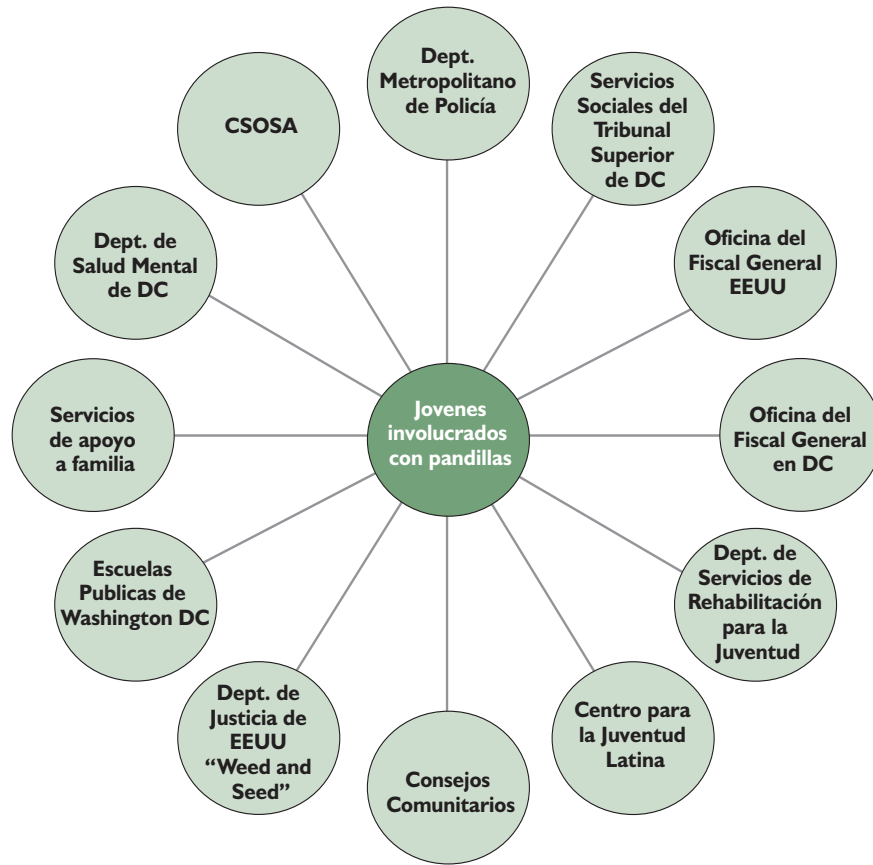 Dept.
Metropolitano
de Policía
Servicios
Sociales del
Tribunal
Superior
de DC
Oficina del
Fiscal General
EEUU
Oficina del
Fiscal General
en DC
Dept. de
Servicios de
Rehabilitación
para la
Juventud
Centro para
la Juventud
Latina
Consejos
Comunitarios
Dept. de
Justicia de
EEUU
“Weed and
Seed”
Escuelas
Publicas de
Washington DC
Servicios
de apoyo
a familia
Dept. de
Salud Mental
de DC
CSOSA
Jovenes
involucrados
con pandillas